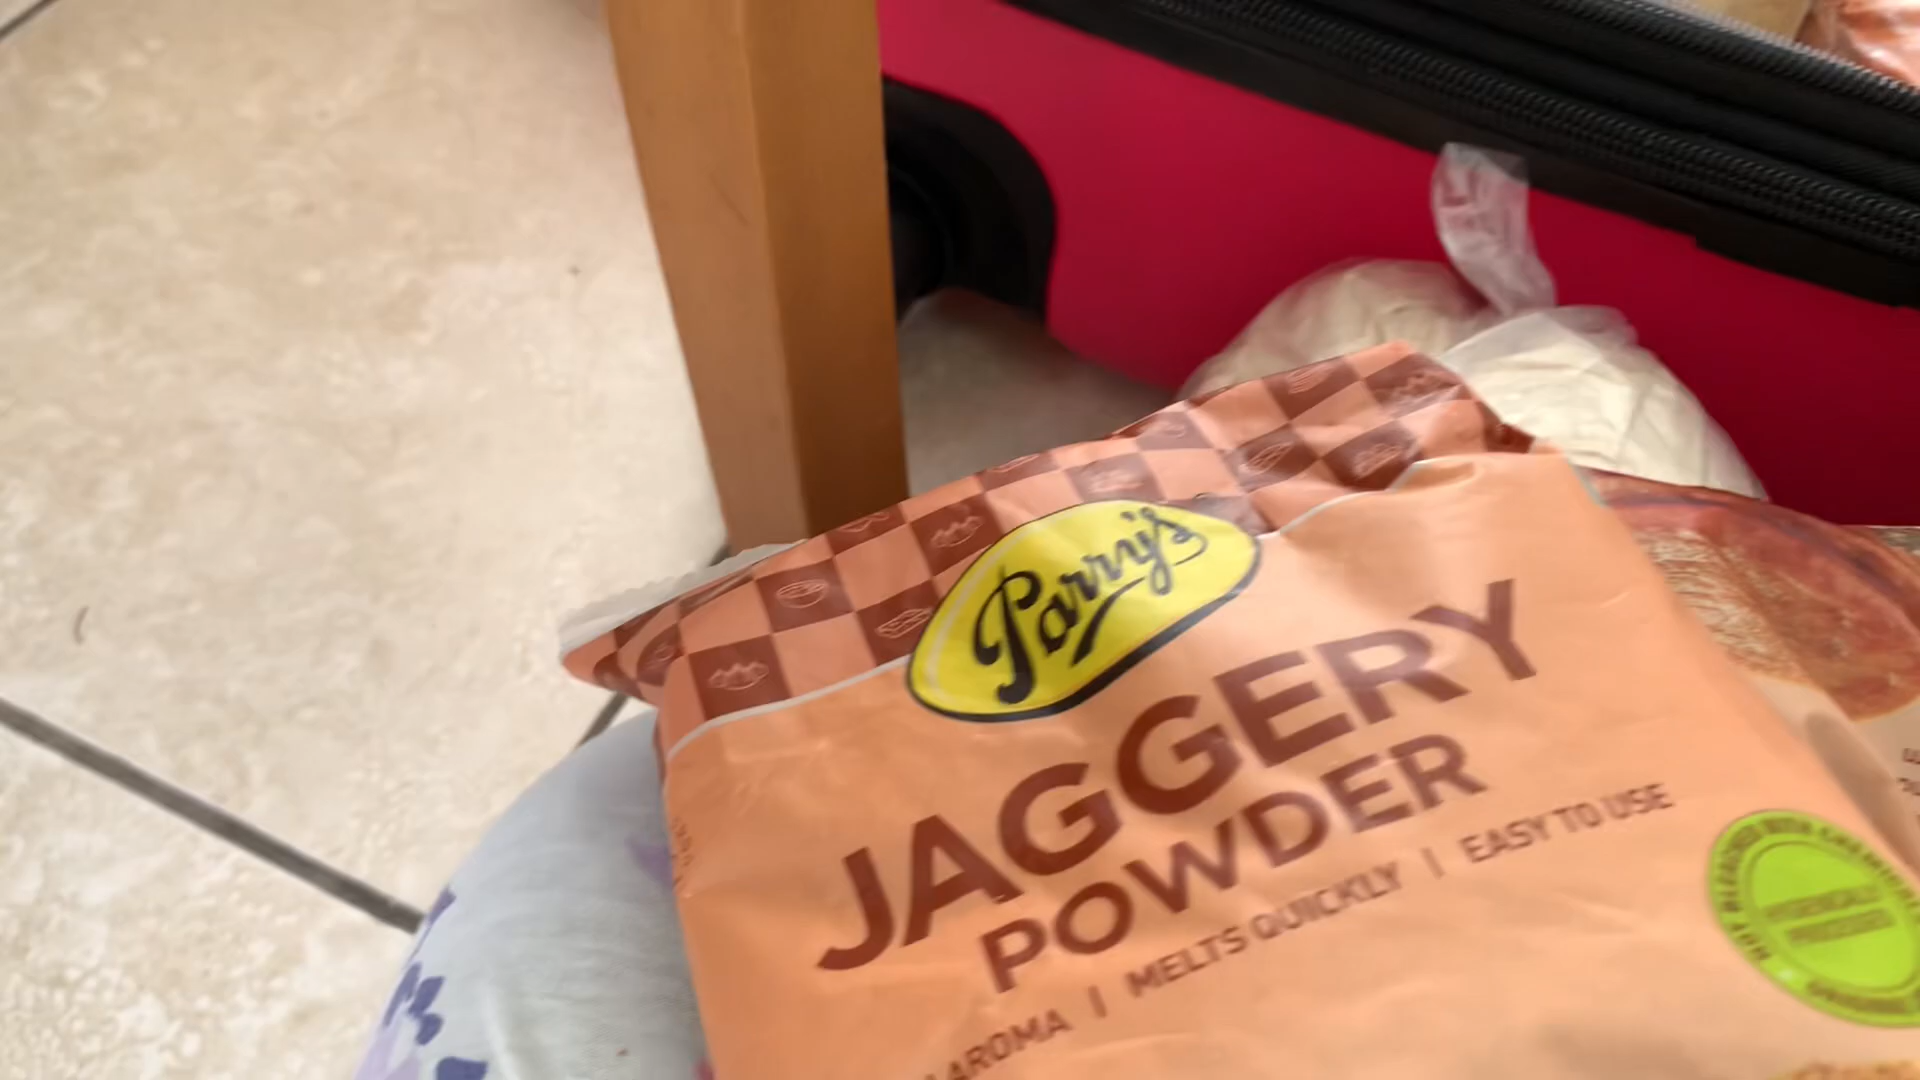 Parry's
JAGGERY
POWDER
AROMA | MELTS QUICKLY | EASY TO USE